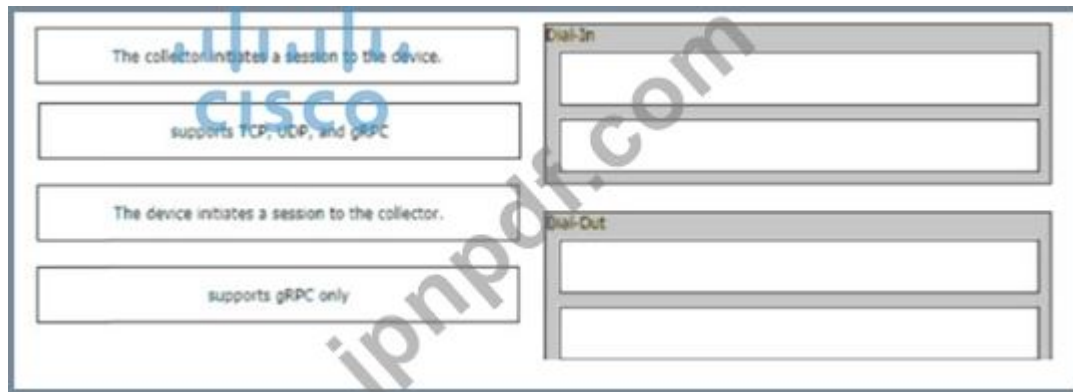 The collector initiates a session to the device.
CISCO
supports TCP, UDP, and gRPC
The device initiates a session to the collector.
supports gRPC only
Dial-In
Dial-Out
ipnpdf.com